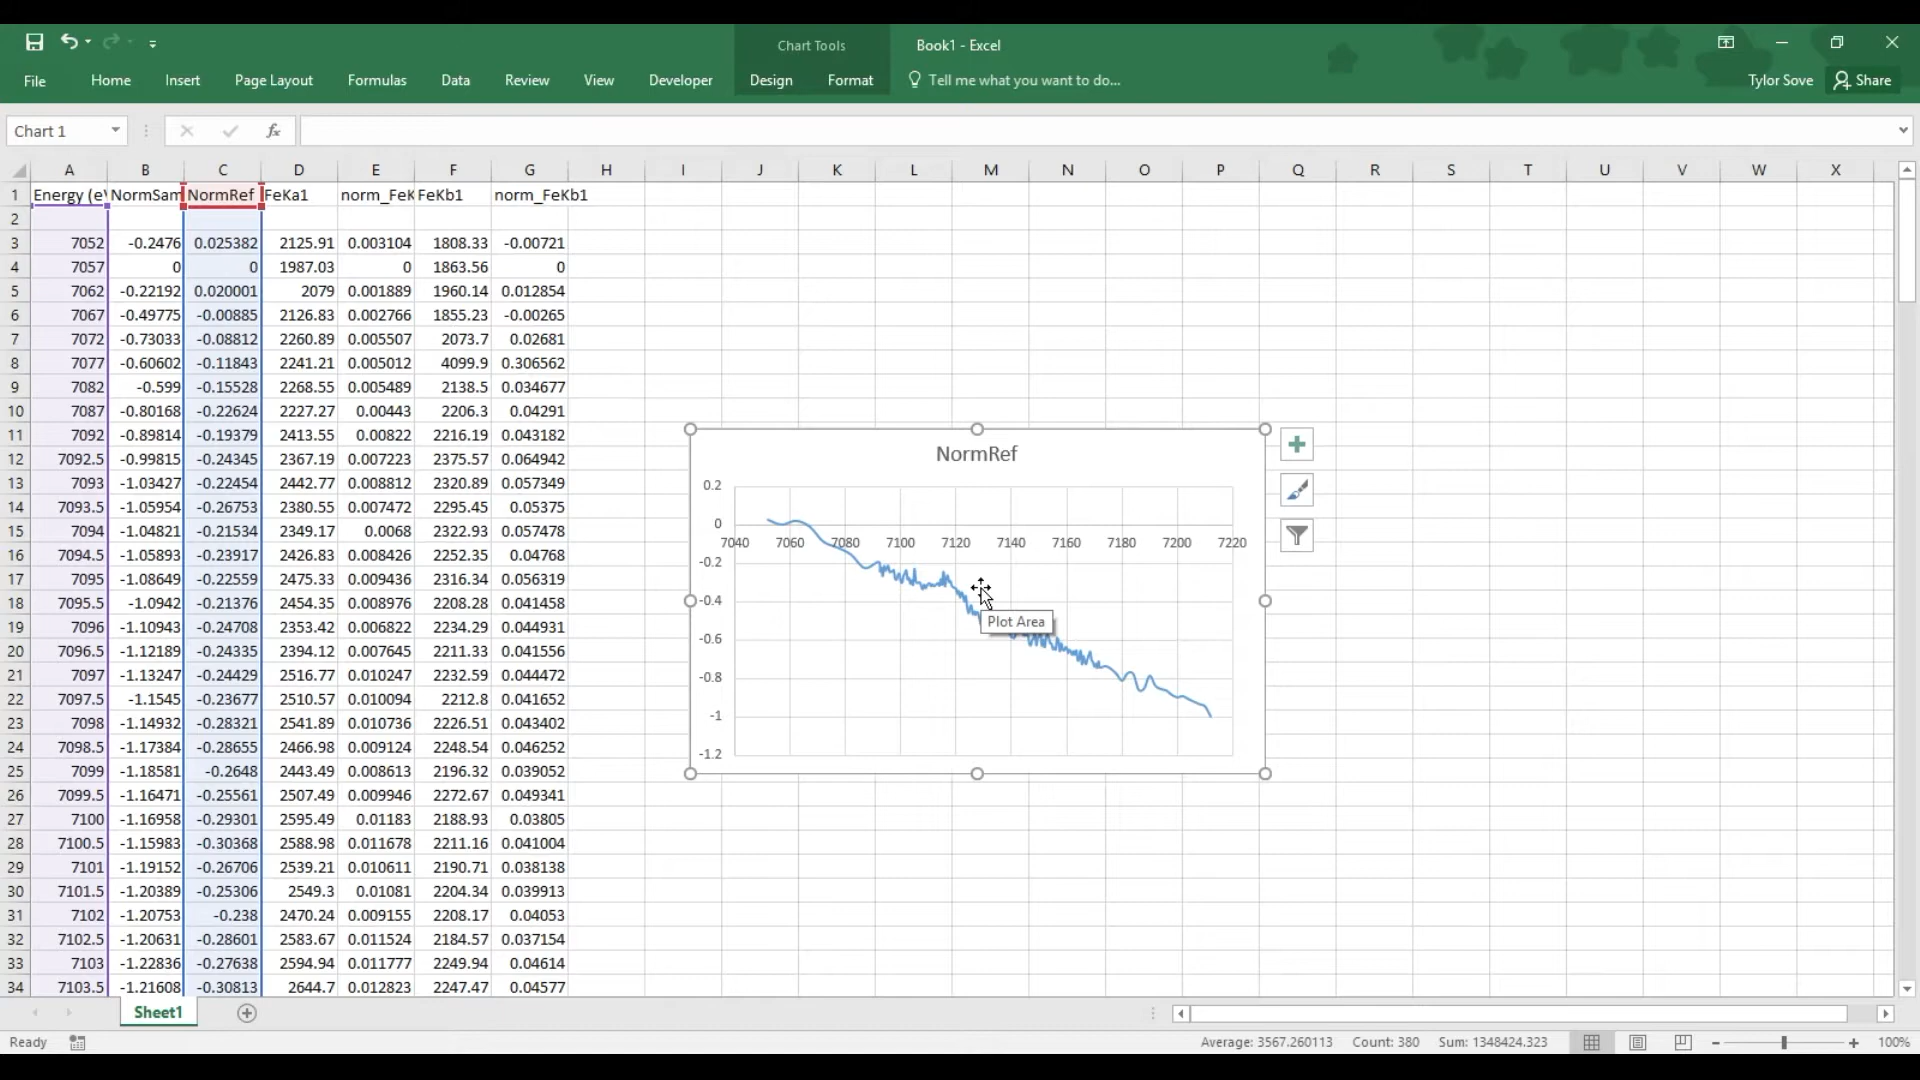 Chart Tools Book1 - Excel
File Home Insert Page Layout Formulas Data Review View Developer Design Format Tell me what you want to do... Tylor Sove Share
Chart 1 fx
A B C D E F G H I J K L M N O P Q R S T U V W X
1 Energy (eV NormSam NormRef FeKa1 norm_FeK FeKb1 norm_FeKb1
2
3 7052 -0.2476 0.025382 2125.91 0.003104 1808.33 -0.00721
4 7057 0 0 1987.03 0 1863.56 0
5 7062 -0.22192 0.020001 2079 0.001889 1960.14 0.012854
6 7067 -0.49775 -0.00885 2126.83 0.002766 1855.23 -0.00265
7 7072 -0.73033 -0.08812 2260.89 0.005507 2073.7 0.02681
8 7077 -0.60602 -0.11843 2241.21 0.005012 4099.9 0.306562
9 7082 -0.599 -0.15528 2268.55 0.005489 2138.5 0.034677
10 7087 -0.80168 -0.22624 2227.27 0.00443 2206.3 0.04291
11 7092 -0.89814 -0.19379 2413.55 0.00822 2216.19 0.043182
12 7092.5 -0.99815 -0.24345 2367.19 0.007223 2375.57 0.064942
13 7093 -1.03427 -0.22454 2442.77 0.008812 2320.89 0.057349
14 7093.5 -1.05954 -0.26753 2380.55 0.007472 2295.45 0.05375
15 7094 -1.04821 -0.21534 2349.17 0.0068 2322.93 0.057478
16 7094.5 -1.05893 -0.23917 2426.83 0.008426 2252.35 0.04768
17 7095 -1.08649 -0.22559 2475.33 0.009436 2316.34 0.056319
18 7095.5 -1.0942 -0.21376 2454.35 0.008976 2208.28 0.041458
19 7096 -1.10943 -0.24708 2353.42 0.006822 2234.29 0.044931
20 7096.5 -1.12189 -0.24335 2394.12 0.007645 2211.33 0.041556
21 7097 -1.13247 -0.24429 2516.77 0.010247 2232.59 0.044472
22 7097.5 -1.1545 -0.23677 2510.57 0.010094 2212.8 0.041652
23 7098 -1.14932 -0.28321 2541.89 0.010736 2226.51 0.043402
24 7098.5 -1.17384 -0.28655 2466.98 0.009124 2248.54 0.046252
25 7099 -1.18581 -0.2648 2443.49 0.008613 2196.32 0.039052
26 7099.5 -1.16471 -0.25561 2507.49 0.009946 2272.67 0.049341
27 7100 -1.16958 -0.29301 2595.49 0.01183 2188.93 0.03805
28 7100.5 -1.15983 -0.30368 2588.98 0.011678 2211.16 0.041004
29 7101 -1.19152 -0.26706 2539.21 0.010611 2190.71 0.038138
30 7101.5 -1.20389 -0.25306 2549.3 0.01081 2204.34 0.039913
31 7102 -1.20753 -0.238 2470.24 0.009155 2208.17 0.04053
32 7102.5 -1.20631 -0.28601 2583.67 0.011524 2184.57 0.037154
33 7103 -1.22836 -0.27638 2594.94 0.011777 2249.94 0.04614
34 7103.5 -1.21608 -0.30813 2644.7 0.012823 2247.47 0.04577
NormRef
0.2
0
7040 7060 7080 7100 7120 7140 7160 7180 7200 7220
-0.2
-0.4
Plot Area
-0.6
-0.8
-1
-1.2
Sheet1
Ready Average: 3567.260113 Count: 380 Sum: 1348424.323 100%